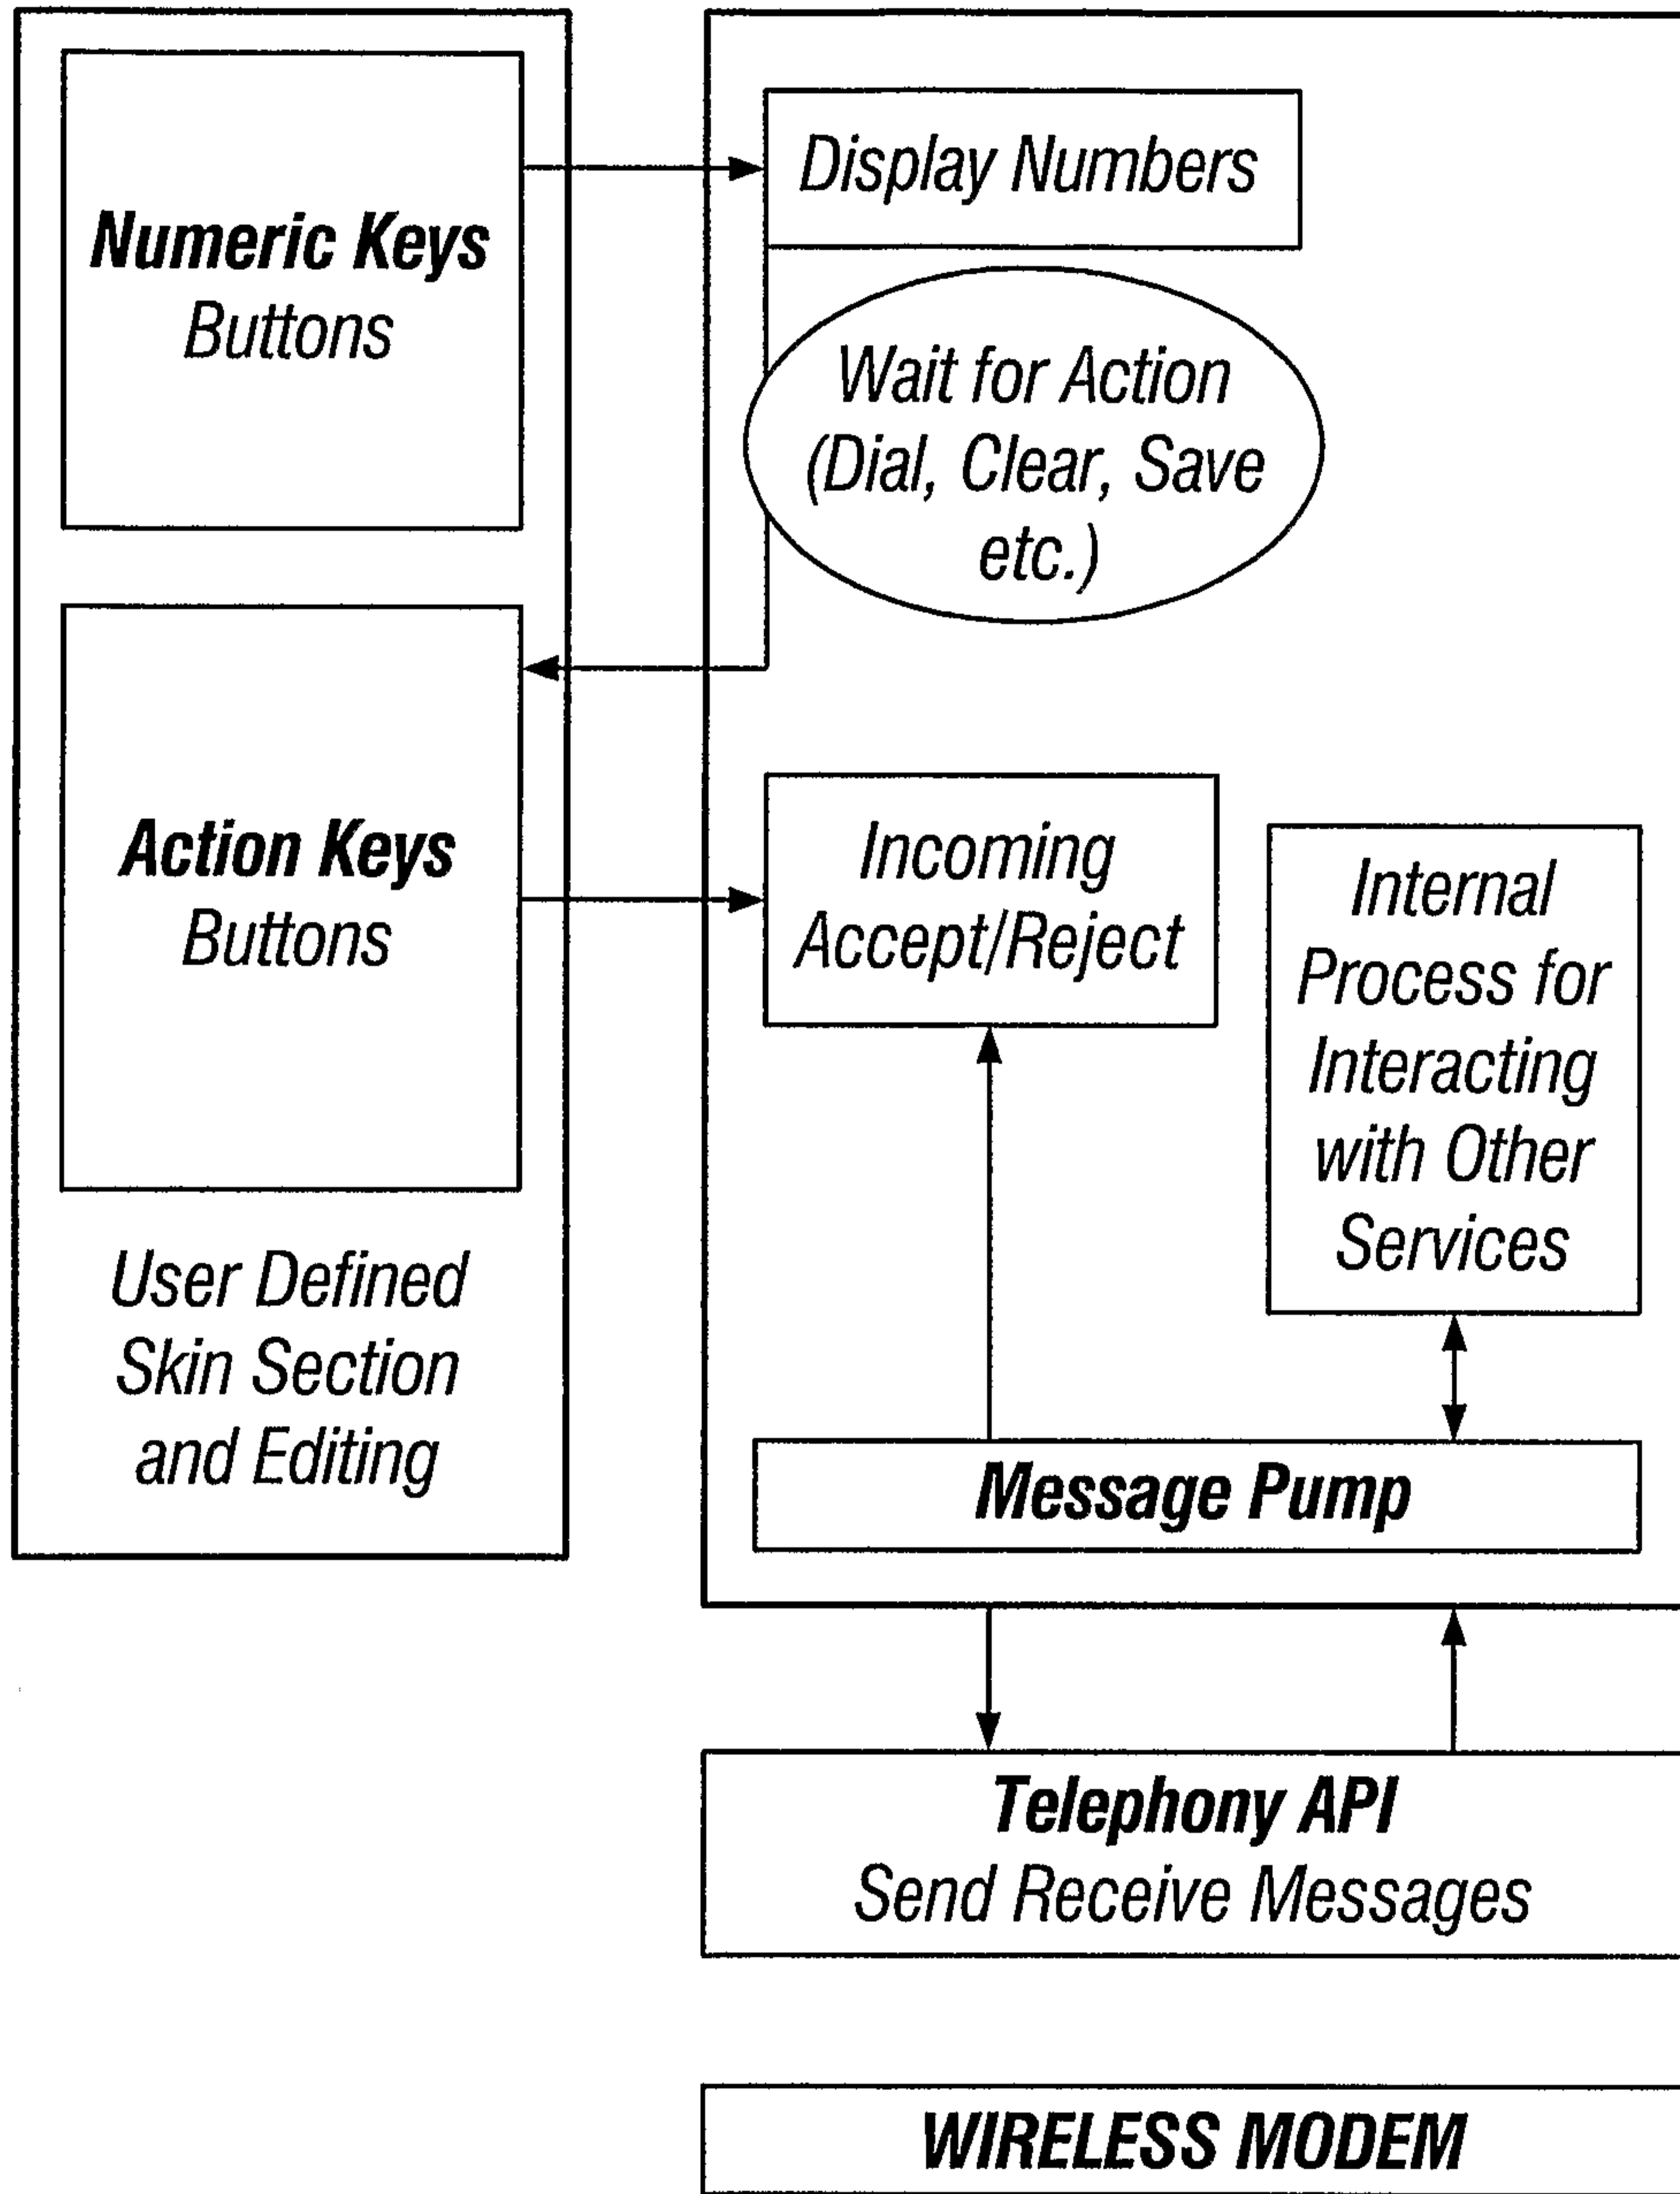 Numeric Keys
Buttons
Action Keys
Buttons
User Defined
Skin Section
and Editing
Display Numbers
Wait for Action
(Dial, Clear, Save
etc.)
Incoming
Accept/Reject
Internal
Process for
Interacting
with Other
Services
Message Pump
Telephony API
Send Receive Messages
WIRELESS MODEM